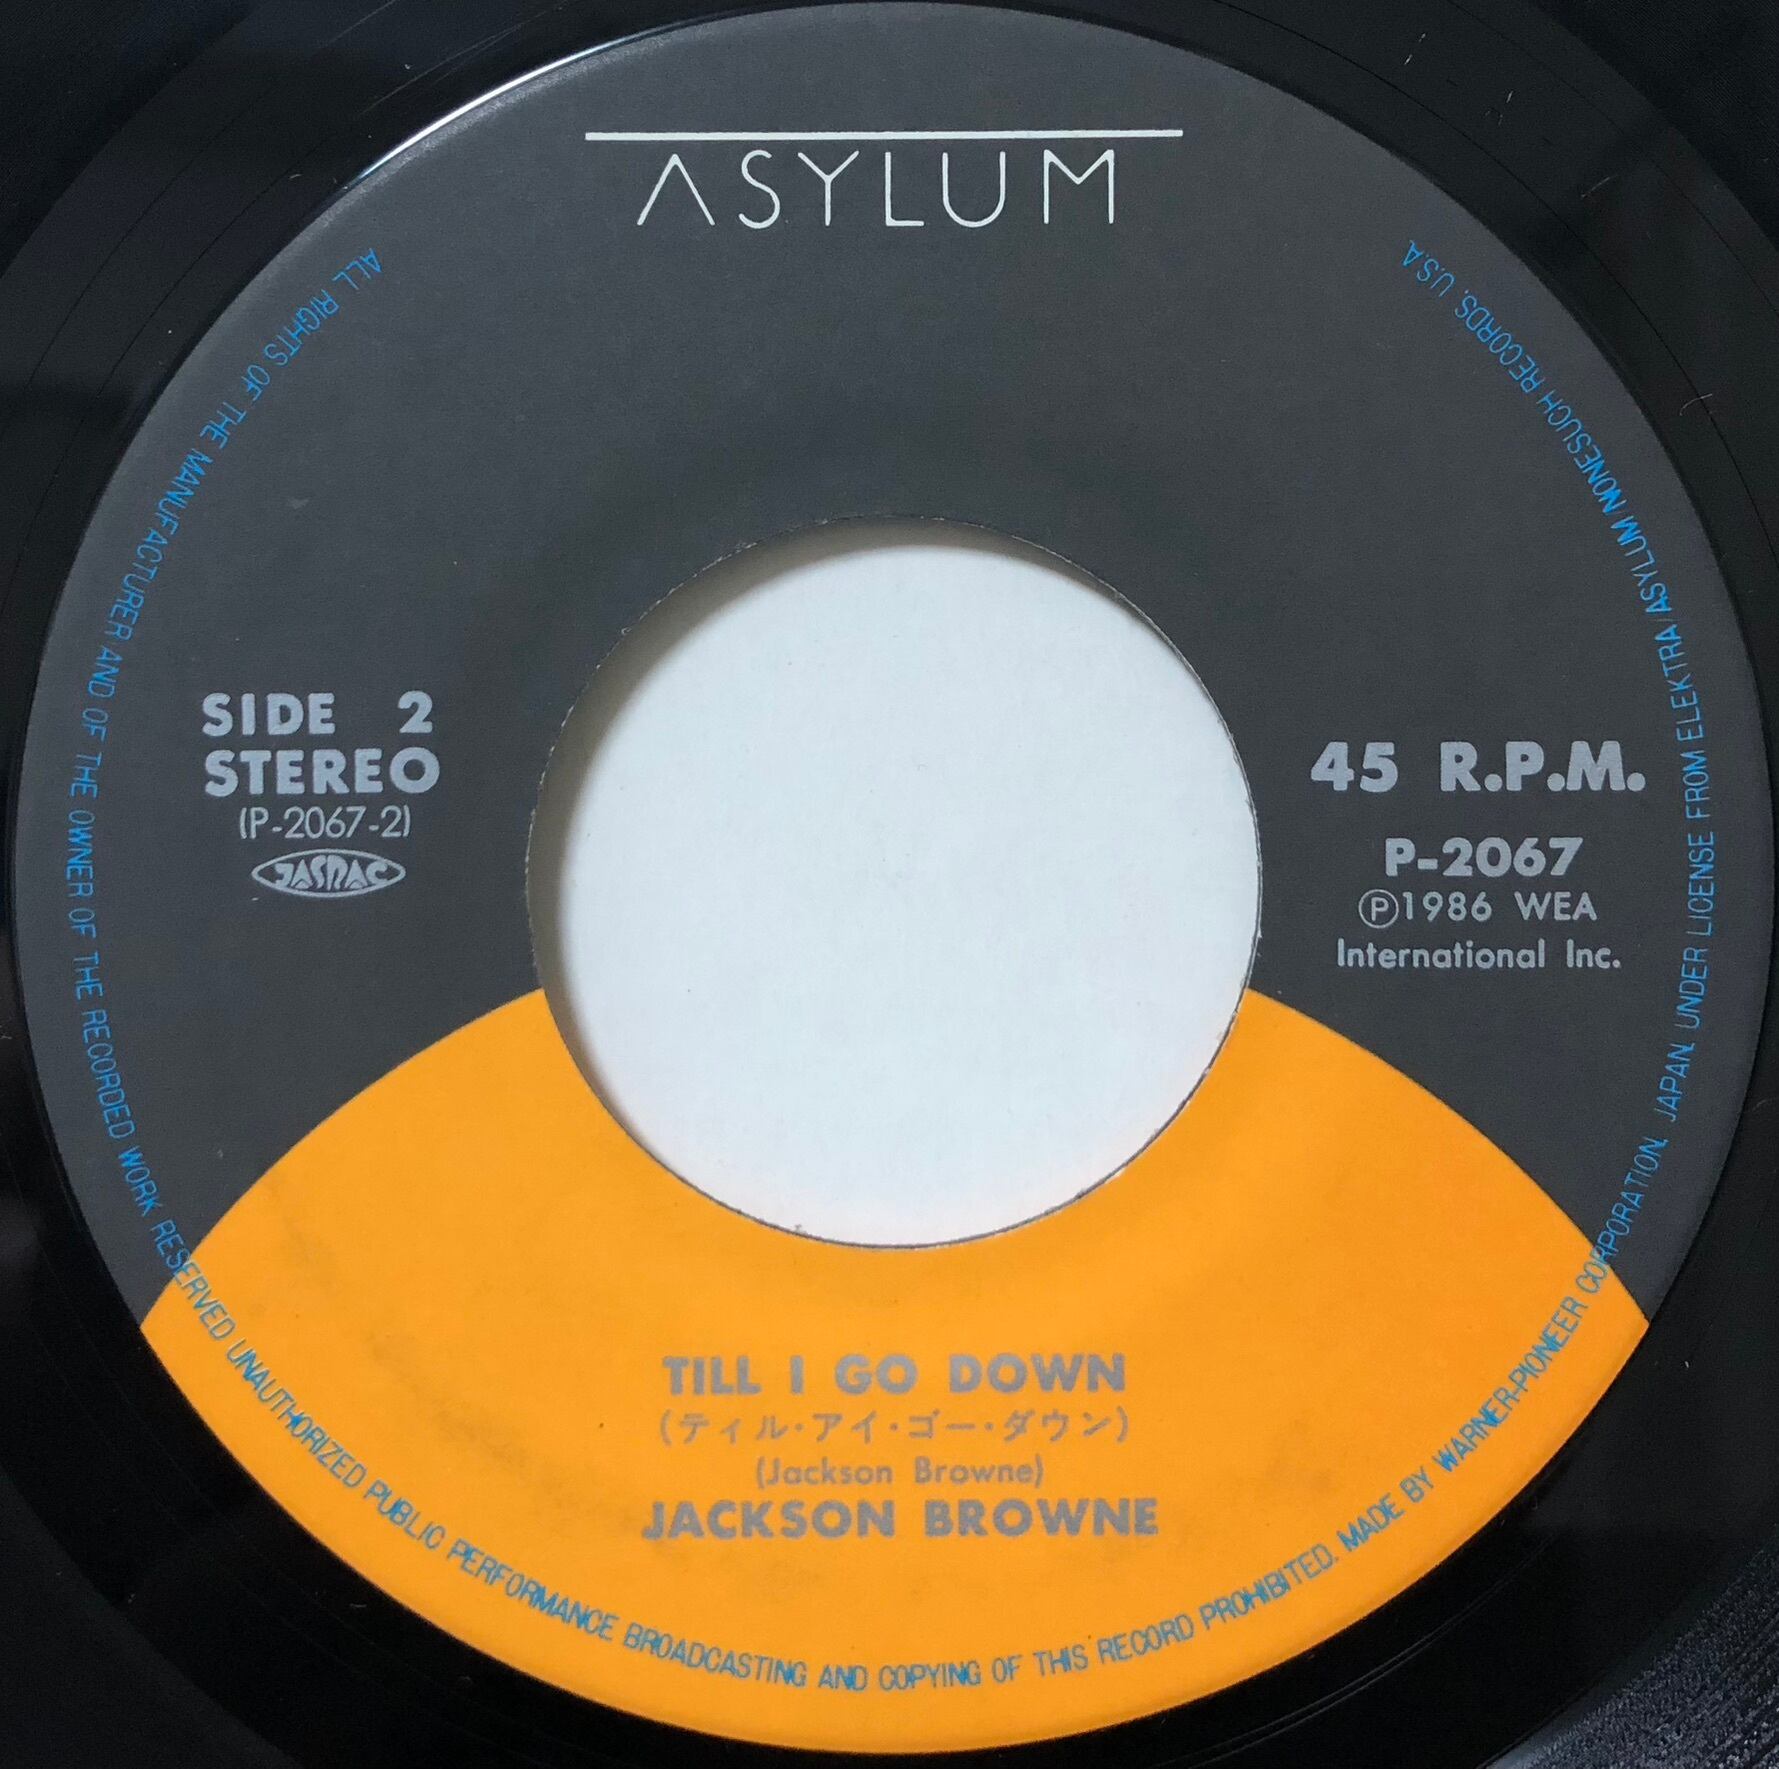 ASYLUM
SIDE 2
STEREO
(P-2067-2)
JASRAC
45 R.P.M.
P-2067
Ⓟ1986 WEA
International Inc.
TILL I GO DOWN
(ティル・アイ・ゴー・ダウン)
(Jackson Browne)
JACKSON BROWNE
ALL RIGHTS OF THE MANUFACTURER AND OF THE OWNER OF THE RECORDED WORK RESERVED UNAUTHORIZED PUBLIC PERFORMANCE BROADCASTING AND COPYING OF THIS RECORD PROHIBITED. MADE BY WARNER-PIONEER CORPORATION. JAPAN. UNDER LICENSE FROM ELEKTRA/ASYLUM/NONESUCH RECORDS. U.S.A